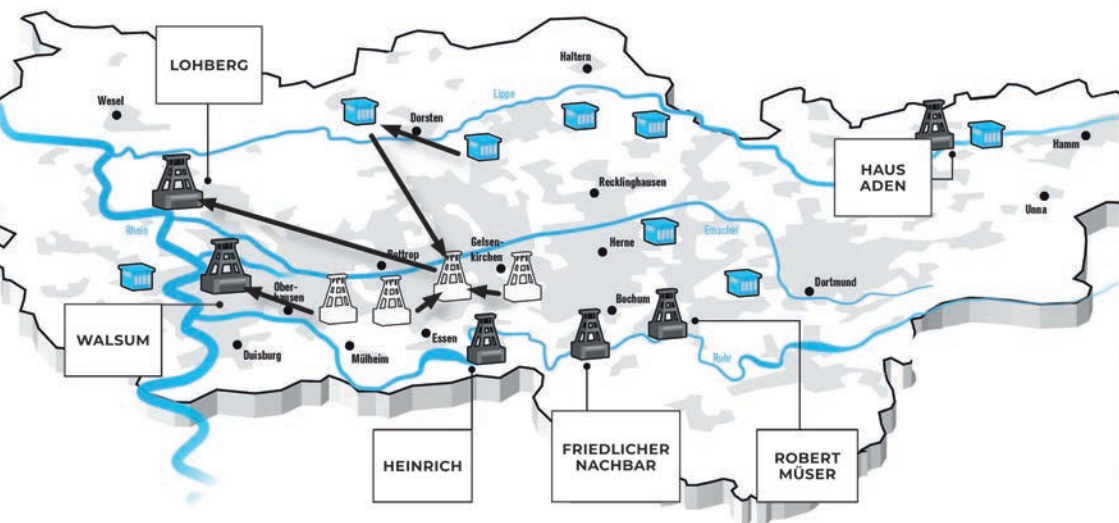 LOHBERG
Haltern
Wesel
Lippe
Dorsten
Hamm
HAUS
ADEN
Recklinghausen
Unna
Rhein
Emscher
Bottrop
Gelsen-
kirchen
Herne
Ober-
hausen
Dortmund
Bochum
WALSUM
Essen
Duisburg
Mülheim
Ruhr
HEINRICH
FRIEDLICHER
NACHBAR
ROBERT
MÜSER